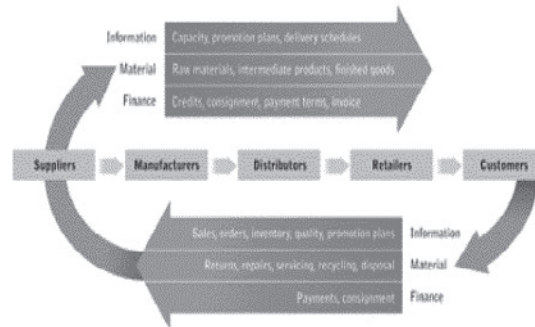 Information Capacity, promotion plans, delivery schedules
Material Raw materials, intermediate products, finished goods
Finance Credits, consignment, payment terms, invoice
Suppliers Manufacturers Distributors Retailers Customers
Sales, orders, inventory, quality, promotion plans Information
Returns, repairs, servicing, recycling, disposal Material
Payments, consignment Finance